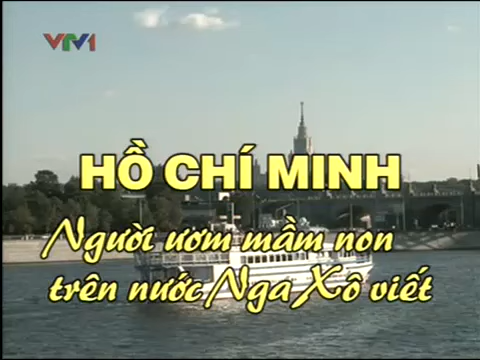 VTV1
HỒ CHÍ MINH
Người ươm mầm non
trên nước Nga Xô viết